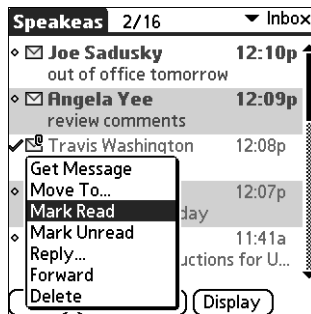 Speakeas 2/16 Inbox
Joe Sadusky 12:10p
out of office tomorrow
Angela Yee 12:09p
review comments
Travis Washington 12:08p
Get Message
Move To... 12:07p
Mark Read day
Mark Unread 11:41a
Reply... uctions for U...
Forward
Delete Display